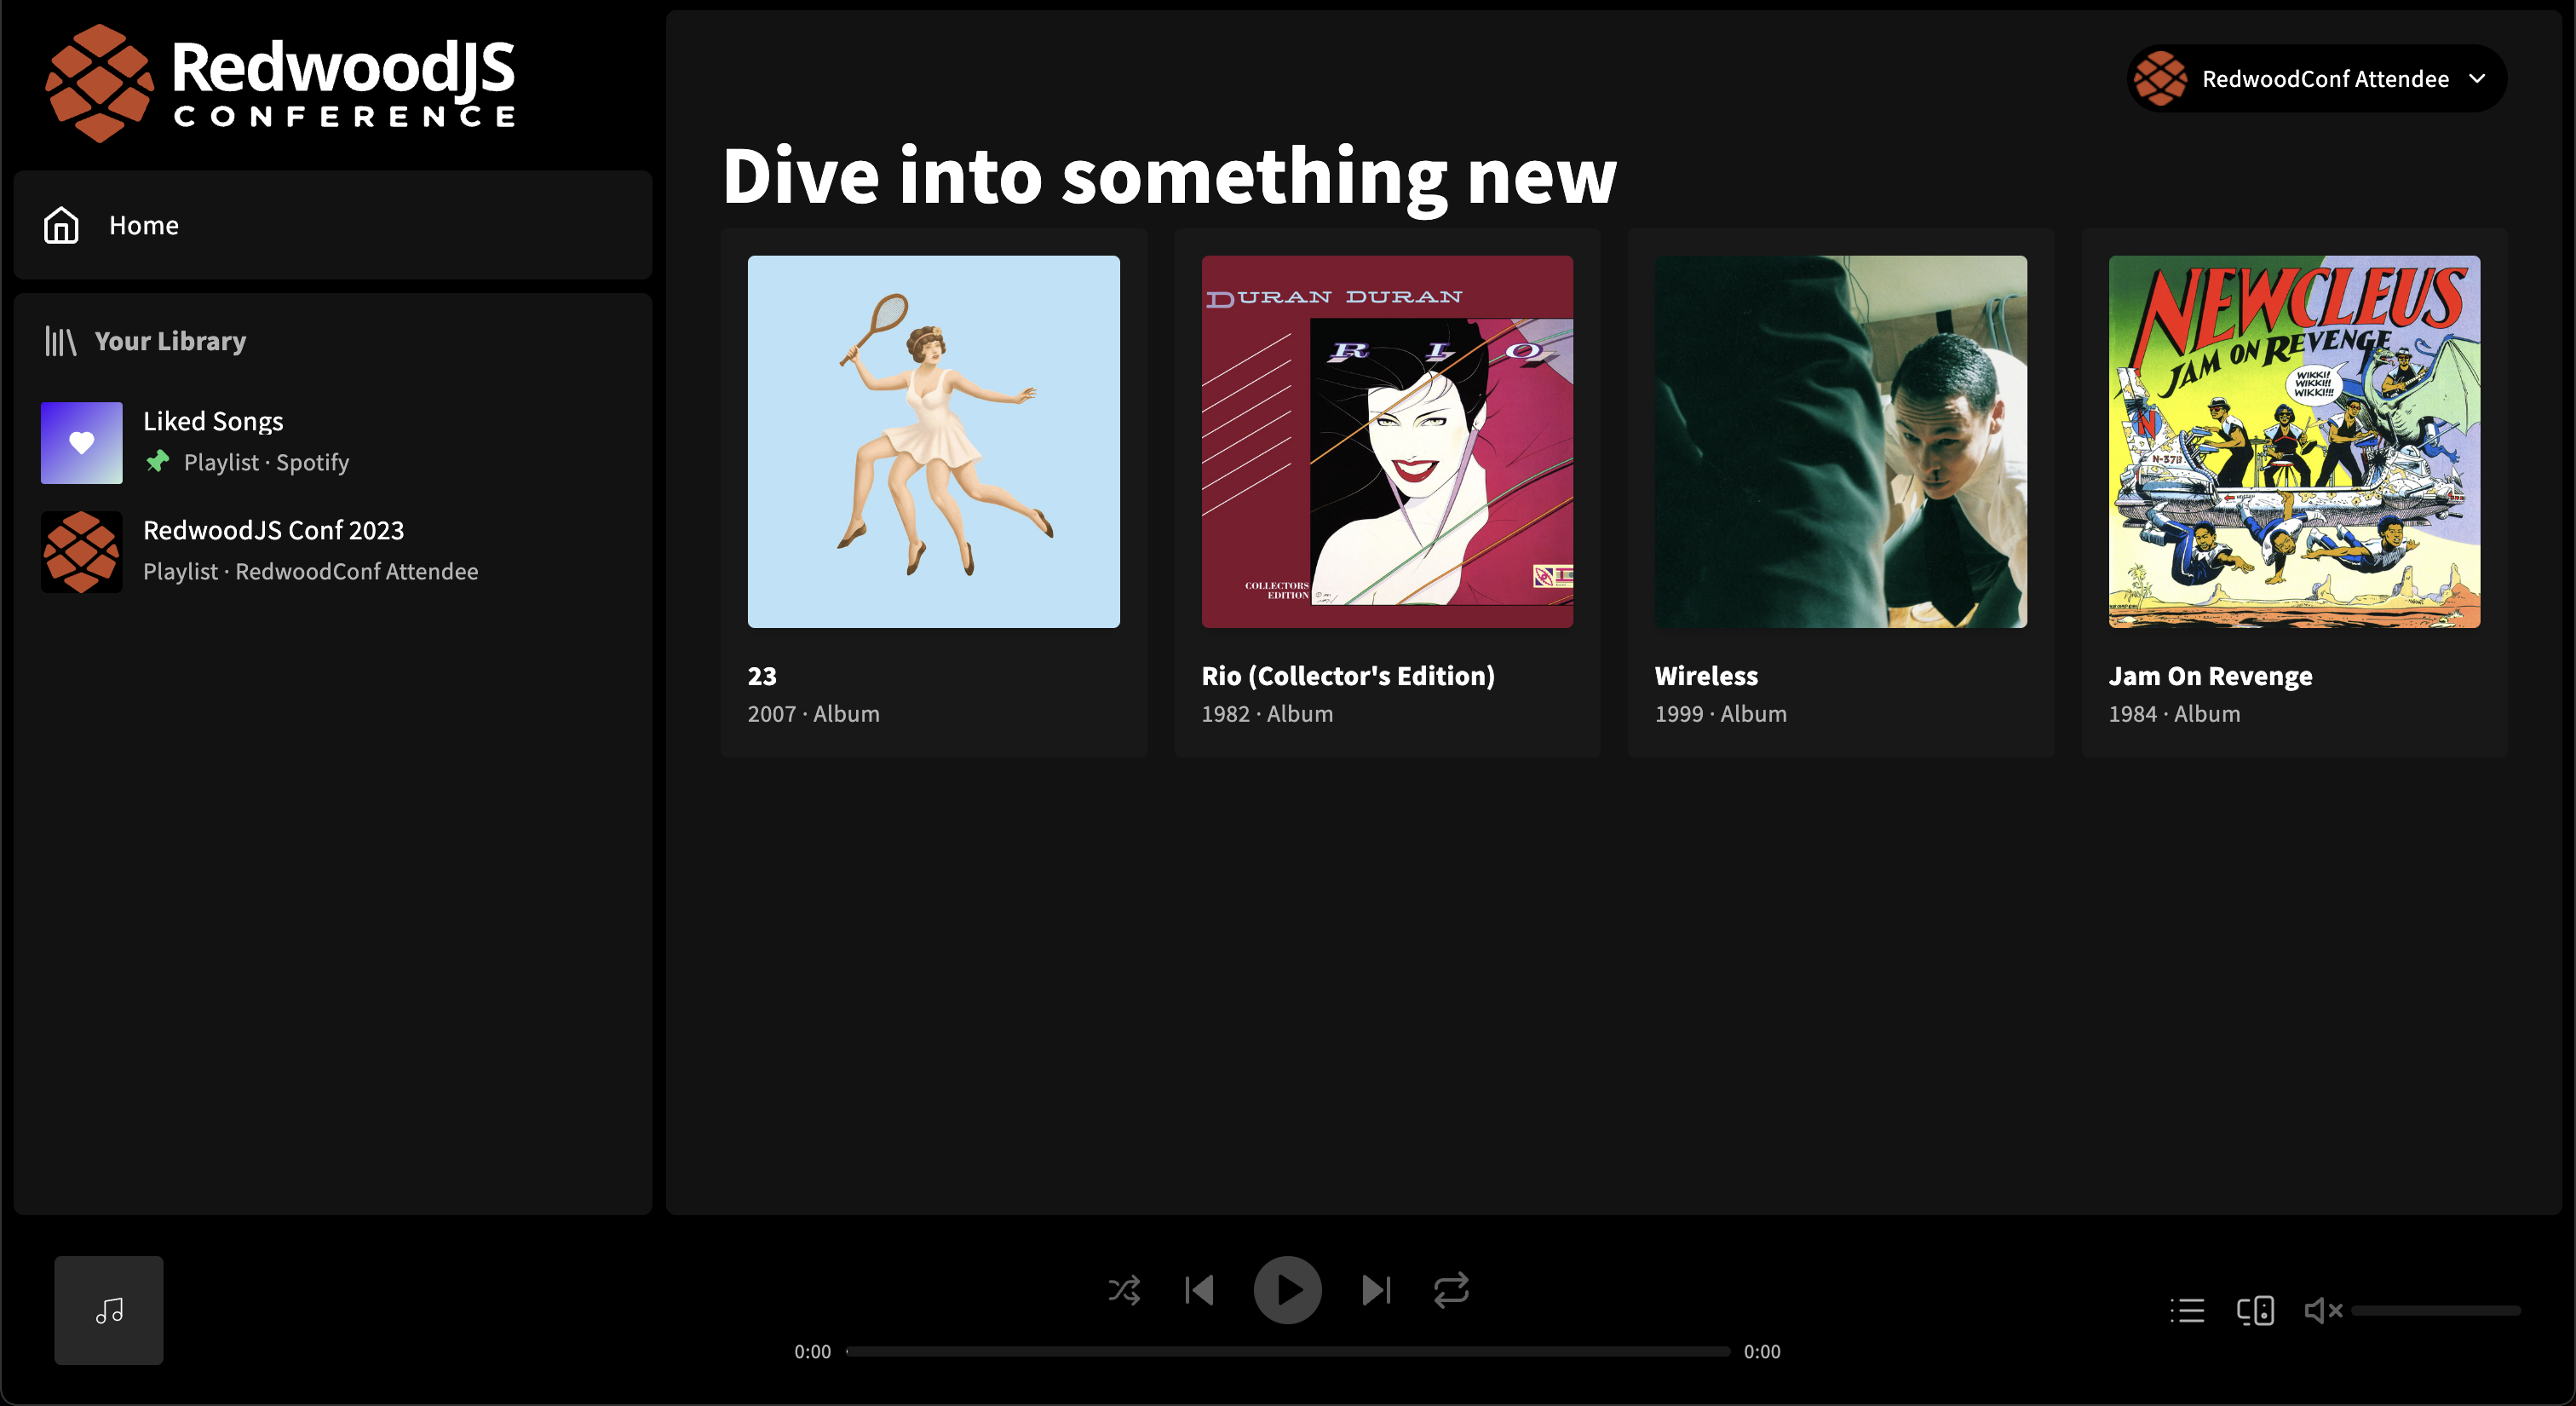 RedwoodJS
CONFERENCE
Home
Your Library
Liked Songs
Playlist · Spotify
RedwoodJS Conf 2023
Playlist · RedwoodConf Attendee
RedwoodConf Attendee
Dive into something new
DURAN DURAN
RIO
COLLECTORS
EDITION
NEWCLEUS
JAM ON REVENGE
WIKKI!
WIKKI!!
WIKKI!!!
N
23
2007 · Album
Rio (Collector's Edition)
1982 · Album
Wireless
1999 · Album
Jam On Revenge
1984 · Album
0:00
0:00